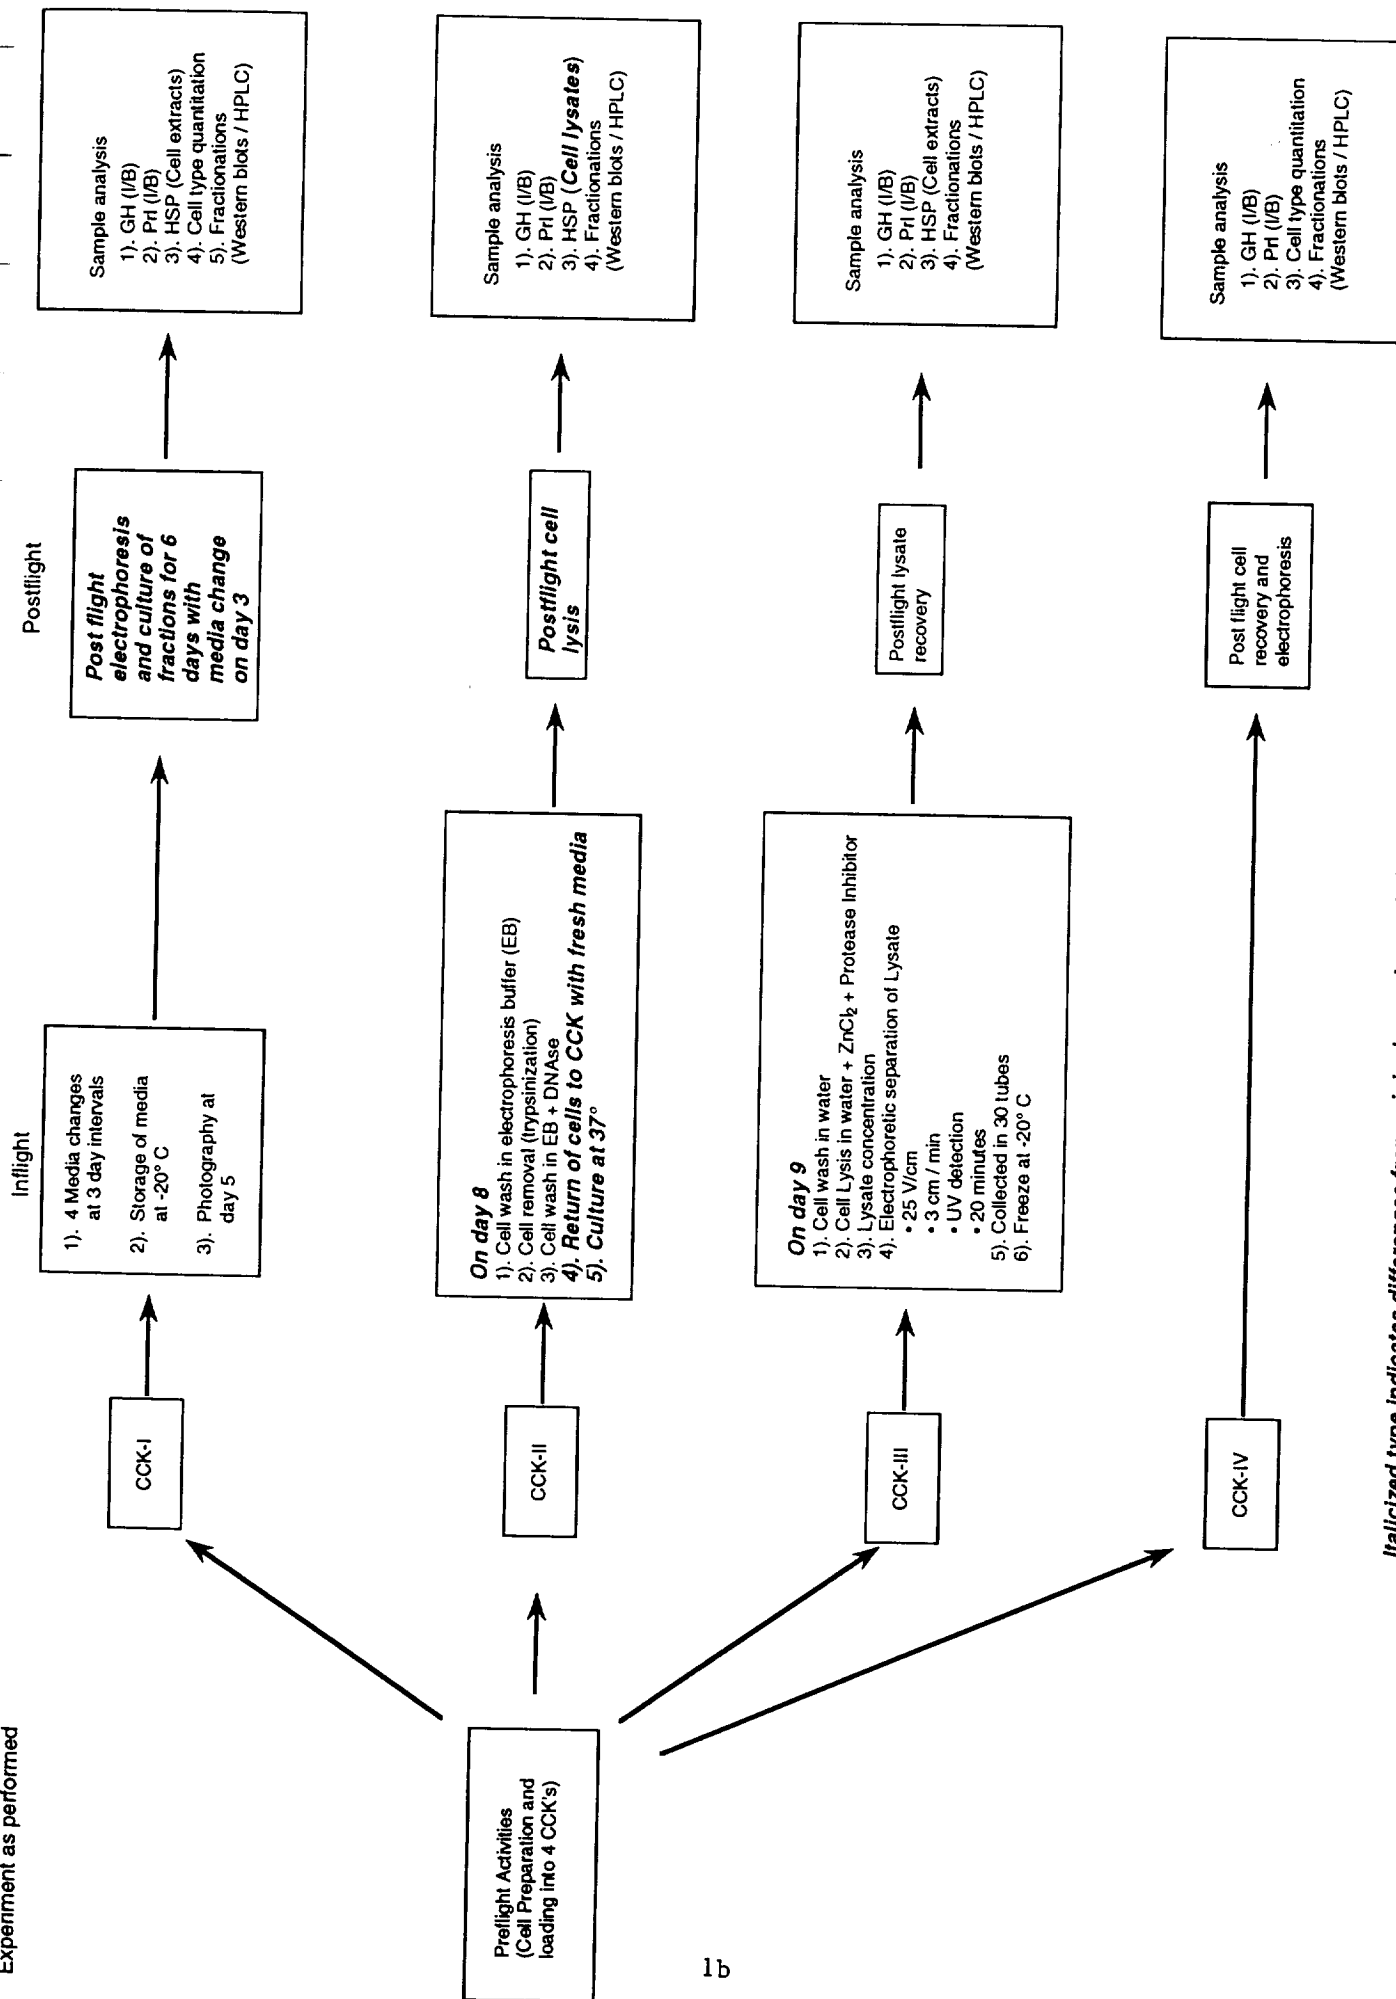 Experiment as performed
Inflight
Postflight
Preflight Activities
(Cell Preparation and
loading into 4 CCK's)
CCK-I
1). 4 Media changes
at 3 day intervals
2). Storage of media
at -20° C
3). Photography at
day 5
Post flight
electrophoresis
and culture of
fractions for 6
days with
media change
on day 3
Sample analysis
1). GH (I/B)
2). Prl (I/B)
3). HSP (Cell extracts)
4). Cell type quantitation
5). Fractionations
(Western blots / HPLC)
CCK-II
On day 8
1). Cell wash in electrophoresis buffer (EB)
2). Cell removal (trypsinization)
3). Cell wash in EB + DNAse
4). Return of cells to CCK with fresh media
5). Culture at 37°
Postflight cell
lysis
Sample analysis
1). GH (I/B)
2). Prl (I/B)
3). HSP (Cell lysates)
4). Fractionations
(Western blots / HPLC)
CCK-III
On day 9
1). Cell wash in water
2). Cell Lysis in water + ZnCl₂ + Protease Inhibitor
3). Lysate concentration
4). Electrophoretic separation of Lysate
• 25 V/cm
• 3 cm / min
• UV detection
• 20 minutes
5). Collected in 30 tubes
6). Freeze at -20° C
Postflight lysate
recovery
Sample analysis
1). GH (I/B)
2). Prl (I/B)
3). HSP (Cell extracts)
4). Fractionations
(Western blots / HPLC)
CCK-IV
Post flight cell
recovery and
electrophoresis
Sample analysis
1). GH (I/B)
2). Prl (I/B)
3). Cell type quantitation
4). Fractionations
(Western blots / HPLC)
Italicized type indicates differences from
1b